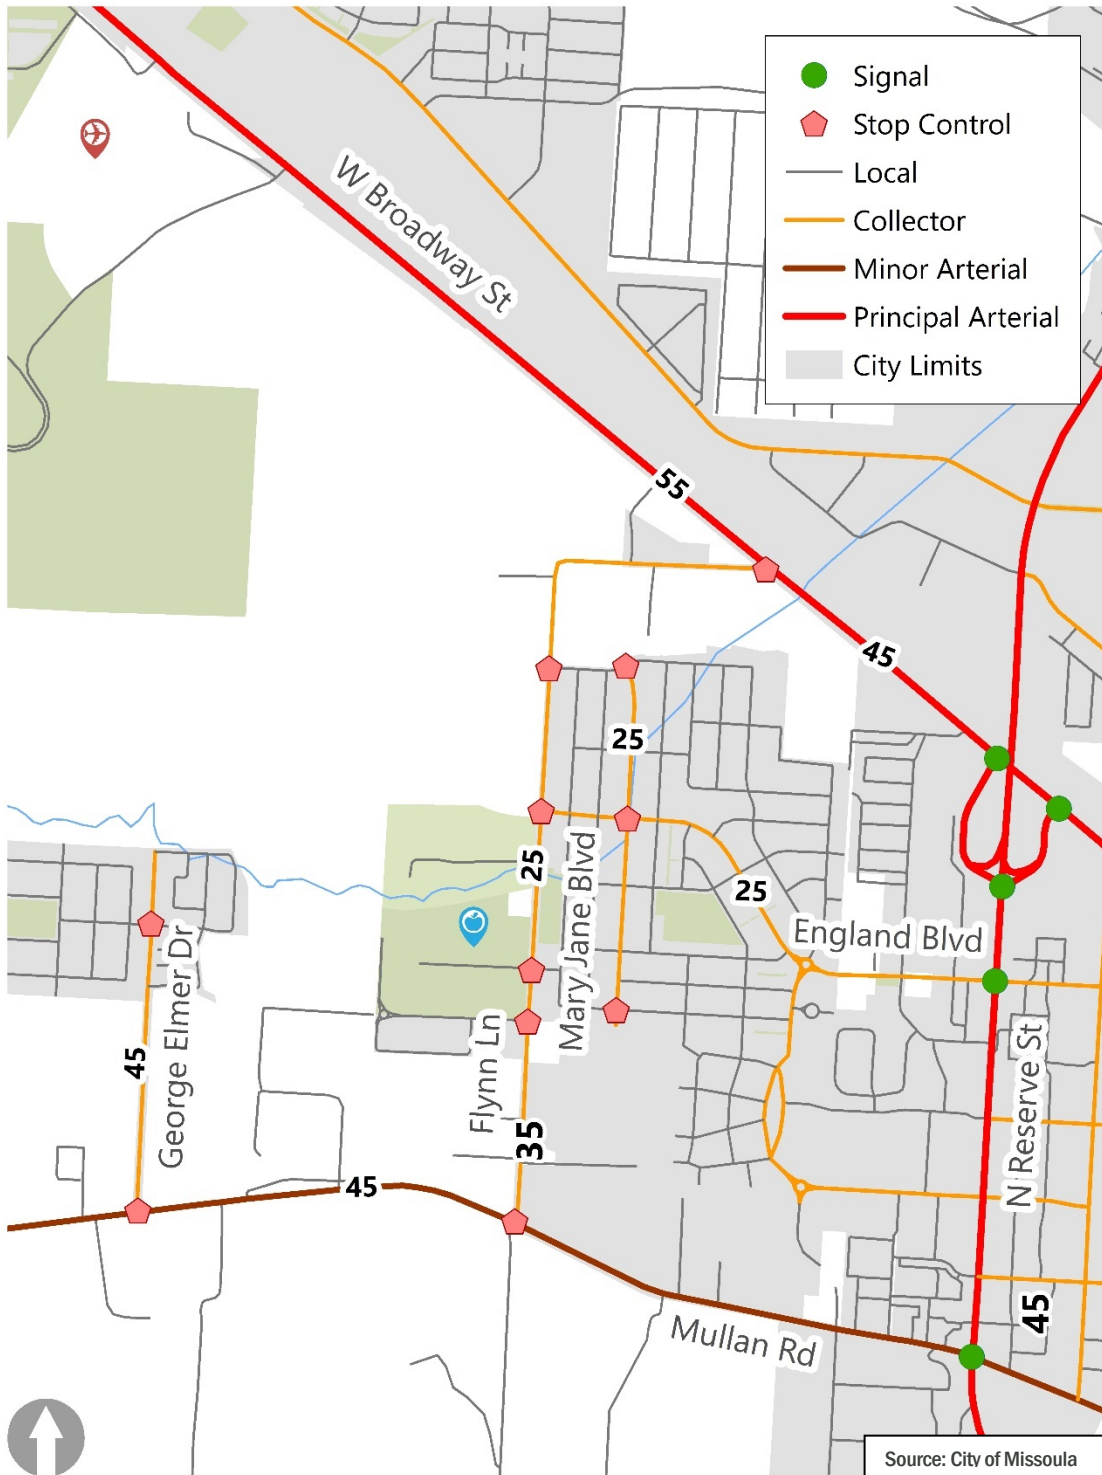 Signal
Stop Control
Local
Collector
Minor Arterial
Principal Arterial
City Limits
W Broadway St
55
45
25
25
Mary Jane Blvd
25
England Blvd
George Elmer Dr
45
Flynn Ln
35
N Reserve St
45
45
Mullan Rd
Source: City of Missoula